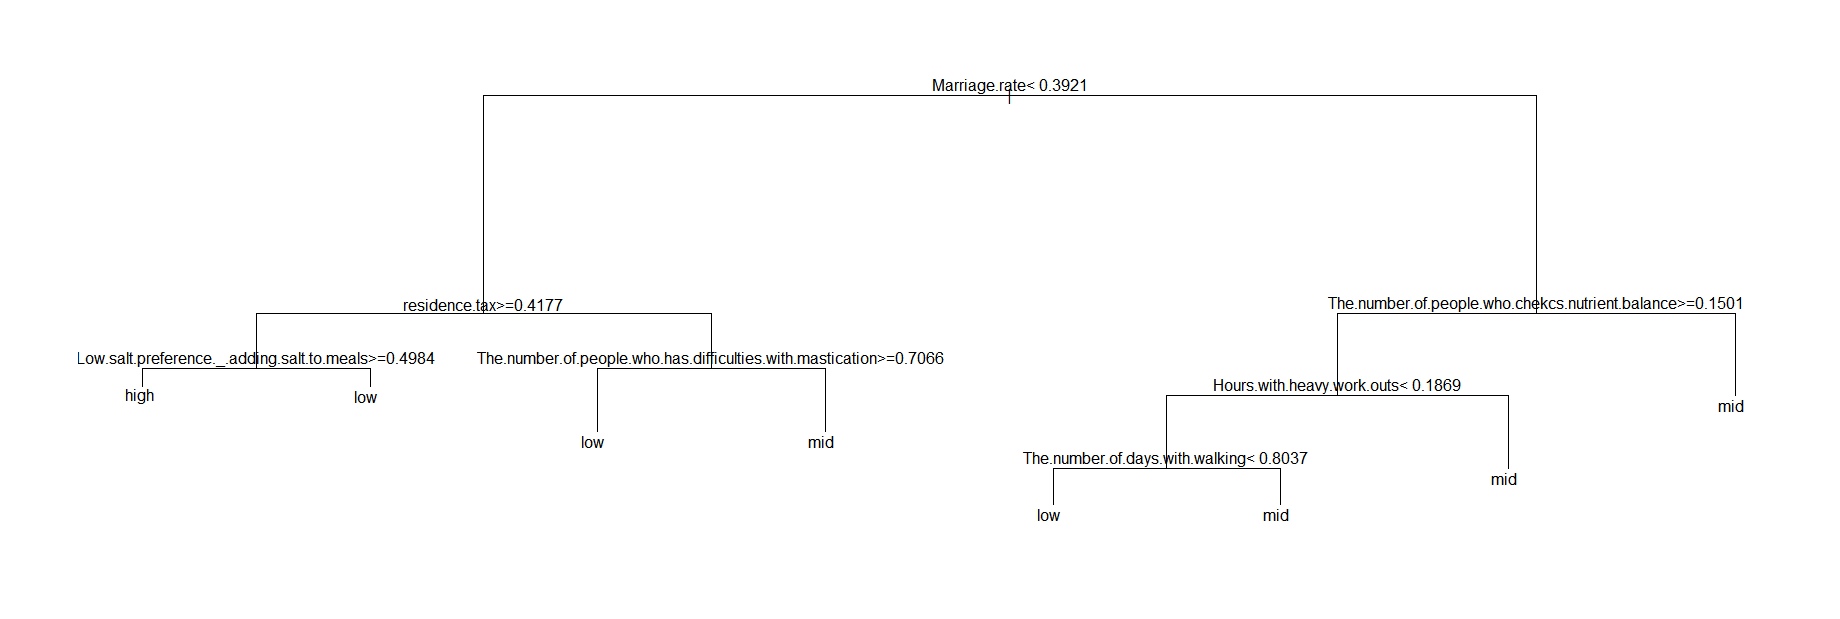 Marriage.rate< 0.3921
residence.tax>=0.4177
The.number.of.people.who.chekcs.nutrient.balance>=0.1501
Low.salt.preference._.adding.salt.to.meals>=0.4984
The.number.of.people.who.has.difficulties.with.mastication>=0.7066
Hours.with.heavy.work.outs< 0.1869
high
low
mid
low
mid
The.number.of.days.with.walking< 0.8037
mid
low
mid